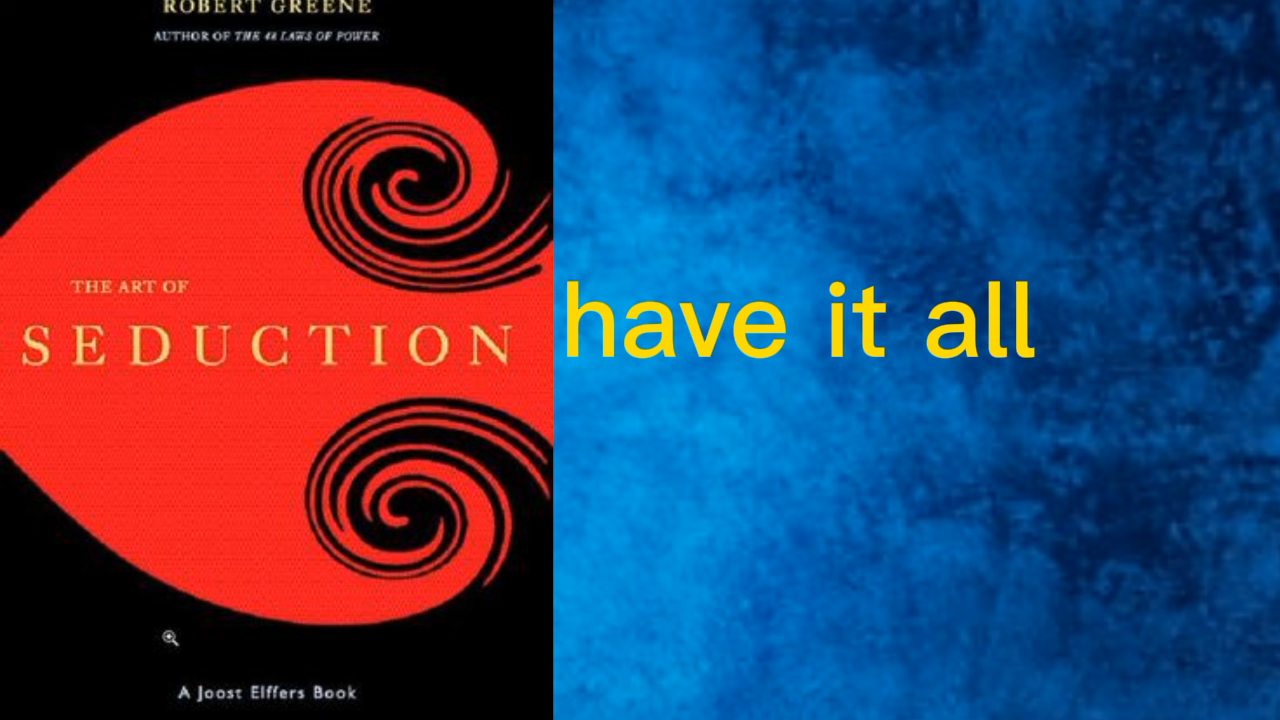 ROBERT GREENE
AUTHOR OF THE 48 LAWS OF POWER
THE ART OF
SEDUCTION
A Joost Elffers Book
have it all